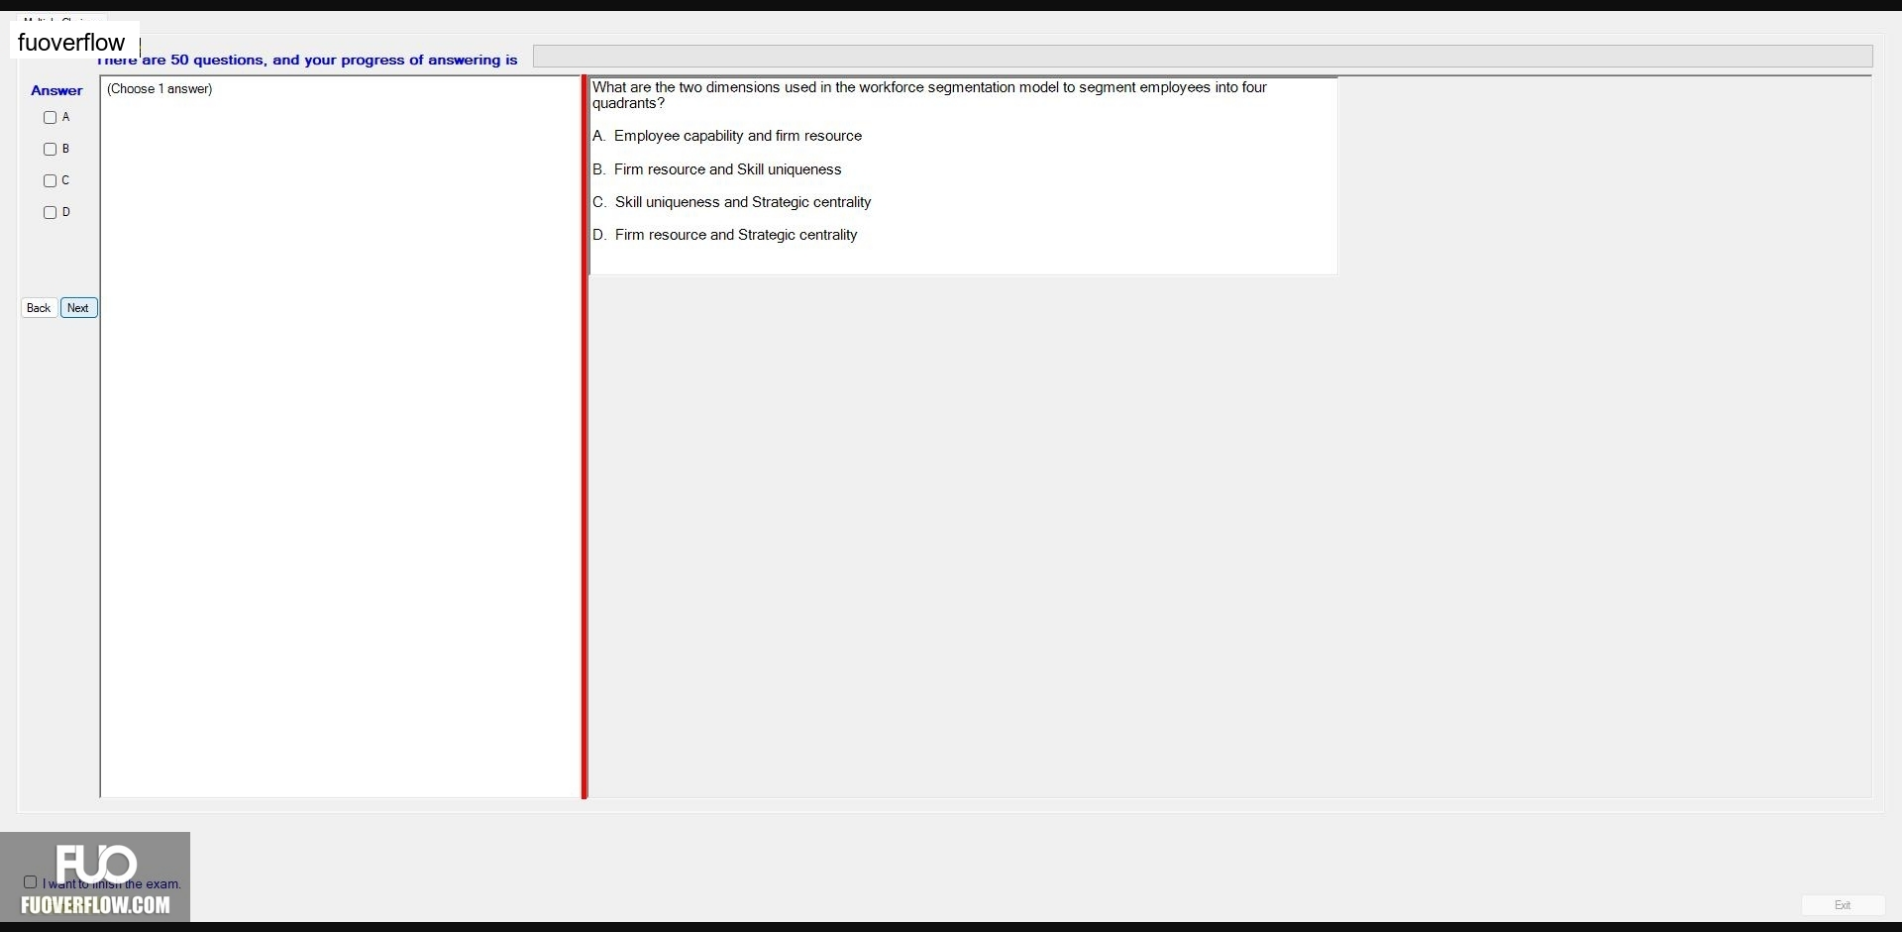 fuoverflow
There are 50 questions, and your progress of answering is
Answer
(Choose 1 answer)
A
B
C
D
Back Next
What are the two dimensions used in the workforce segmentation model to segment employees into four
quadrants?
A. Employee capability and firm resource
B. Firm resource and Skill uniqueness
C. Skill uniqueness and Strategic centrality
D. Firm resource and Strategic centrality
FUO
I want to finish the exam.
FUOVERFLOW.COM
Exit